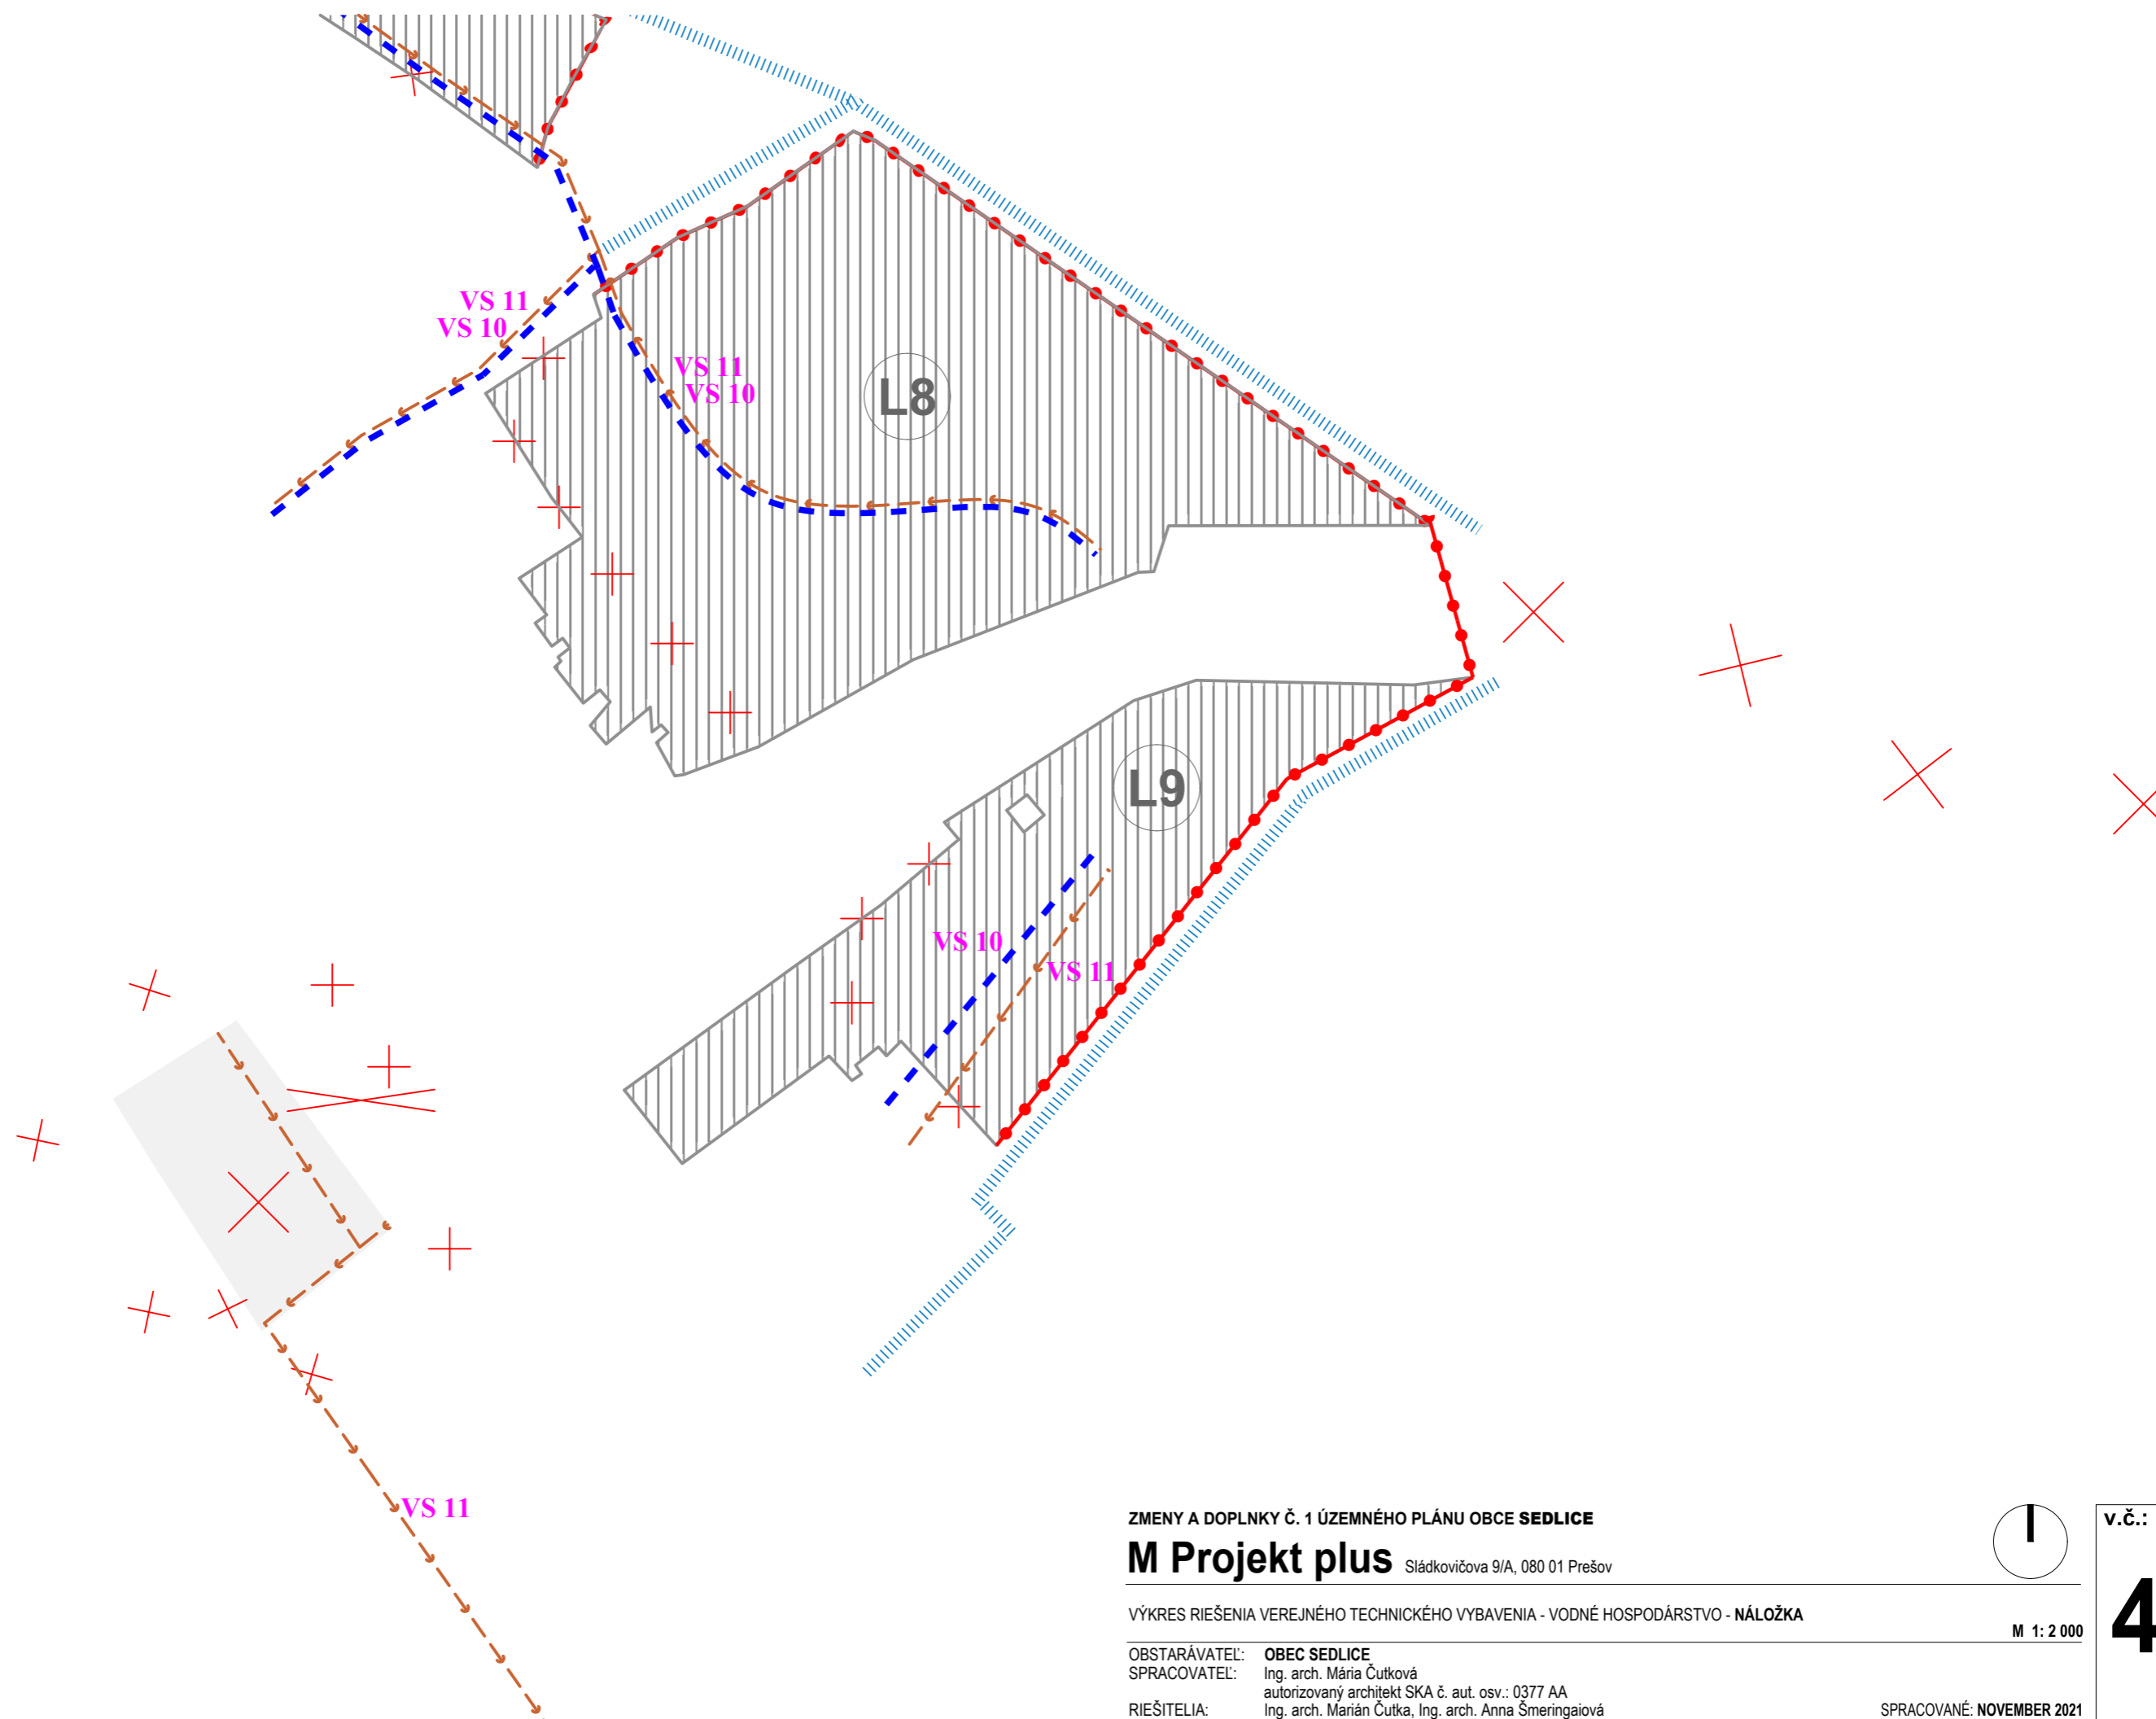 VS 11
VS 10
VS 11
VS 10
L8
L9
VS 10
VS 11
VS 11
ZMENY A DOPLNKY Č. 1 ÚZEMNÉHO PLÁNU OBCE SEDLICE
M Projekt plus Sládkovičova 9/A, 080 01 Prešov
VÝKRES RIEŠENIA VEREJNÉHO TECHNICKÉHO VYBAVENIA - VODNÉ HOSPODÁRSTVO - NÁLOŽKA
M 1: 2 000
OBSTARÁVATEĽ: OBEC SEDLICE
SPRACOVATEĽ: Ing. arch. Mária Čutková
autorizovaný architekt SKA č. aut. osv.: 0377 AA
RIEŠITELIA: Ing. arch. Marián Čutka, Ing. arch. Anna Šmeringaiová
SPRACOVANÉ: NOVEMBER 2021
v.č.:
4